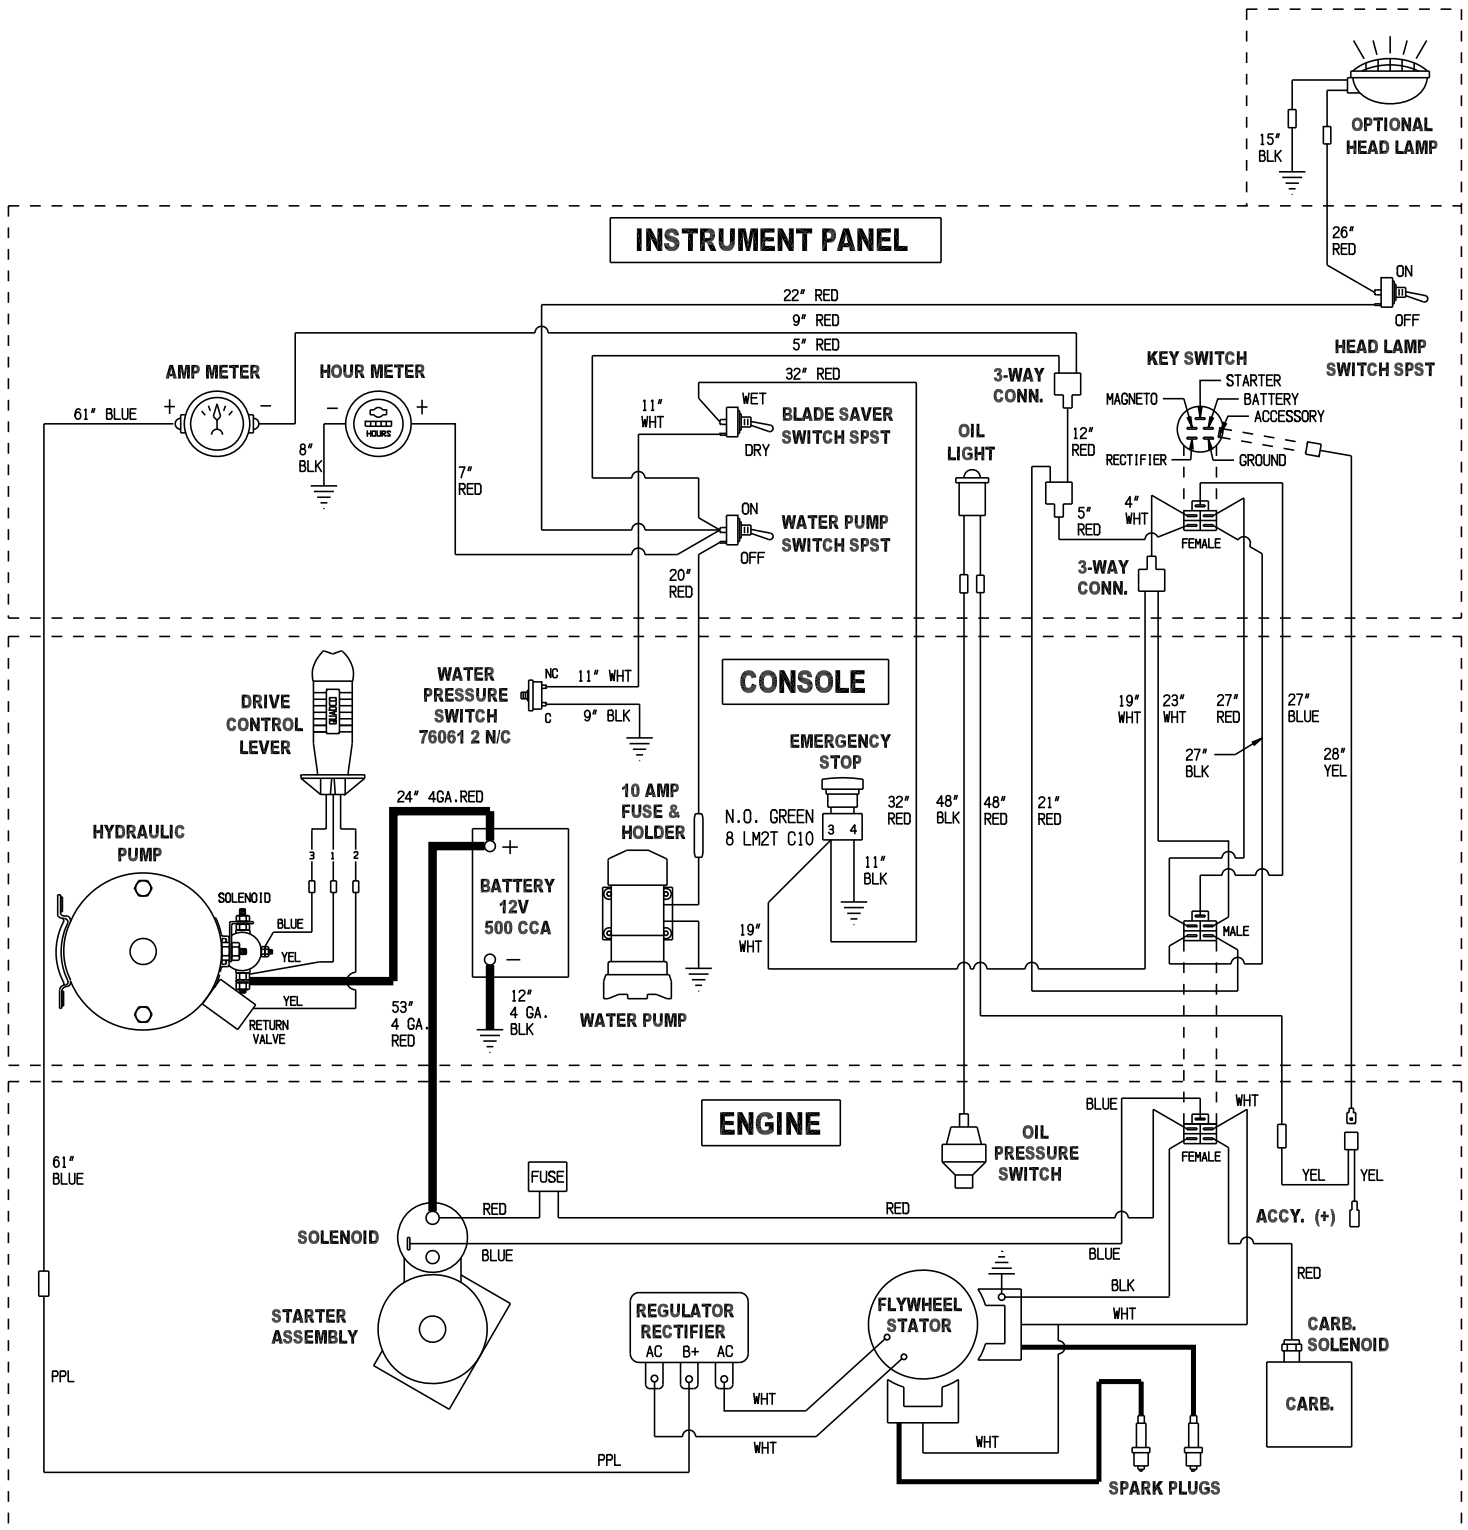 OPTIONAL
HEAD LAMP
15" BLK
26" RED
INSTRUMENT PANEL
ON
OFF
HEAD LAMP
SWITCH SPST
22" RED
9" RED
5" RED
32" RED
AMP METER
HOUR METER
61" BLUE
+
−
−
+
HOURS
8" BLK
7" RED
11" WHT
WET
DRY
BLADE SAVER
SWITCH SPST
3-WAY
CONN.
12" RED
KEY SWITCH
STARTER
MAGNETO
BATTERY
ACCESSORY
RECTIFIER
GROUND
OIL
LIGHT
ON
OFF
WATER PUMP
SWITCH SPST
20" RED
5" RED
4" WHT
FEMALE
3-WAY
CONN.
CONSOLE
DRIVE
CONTROL
LEVER
WATER
PRESSURE
SWITCH
76061 2 N/C
NC
C
11" WHT
9" BLK
EMERGENCY
STOP
N.O. GREEN
8 LM2T C10
3 4
11" BLK
32" RED
48" BLK
48" RED
21" RED
19" WHT
23" WHT
27" RED
27" BLUE
27" BLK
28" YEL
24" 4GA.RED
10 AMP
FUSE &
HOLDER
HYDRAULIC
PUMP
3 1 2
SOLENOID
BLUE
YEL
YEL
RETURN
VALVE
+
BATTERY
12V
500 CCA
−
53"
4 GA.
RED
12"
4 GA.
BLK
WATER PUMP
19" WHT
MALE
ENGINE
61" BLUE
BLUE
WHT
FEMALE
OIL
PRESSURE
SWITCH
YEL
YEL
ACCY. (+)
FUSE
RED
RED
SOLENOID
BLUE
BLUE
STARTER
ASSEMBLY
REGULATOR
RECTIFIER
AC B+ AC
FLYWHEEL
STATOR
BLK
WHT
RED
CARB.
SOLENOID
CARB.
PPL
WHT
WHT
WHT
PPL
SPARK PLUGS